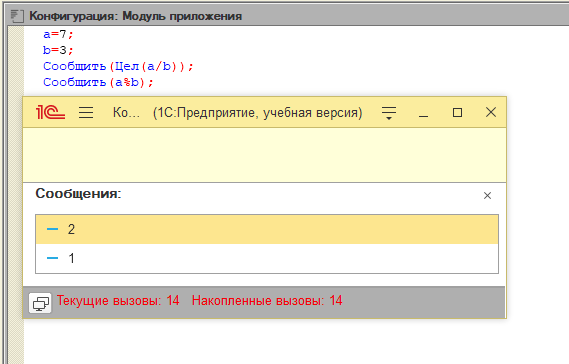 Конфигурация: Модуль приложения
a=7;
b=3;
Сообщить(Цел(a/b));
Сообщить(a%b);
1С Ко... (1С:Предприятие, учебная версия)
Сообщения:
2
1
Текущие вызовы: 14 Накопленные вызовы: 14